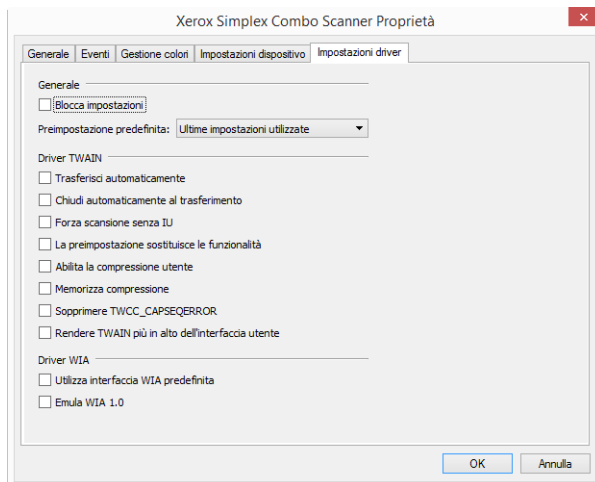 Xerox Simplex Combo Scanner Proprietà
Generale Eventi Gestione colori Impostazioni dispositivo Impostazioni driver
Generale
Blocca impostazioni
Preimpostazione predefinita: Ultime impostazioni utilizzate
Driver TWAIN
Trasferisci automaticamente
Chiudi automaticamente al trasferimento
Forza scansione senza IU
La preimpostazione sostituisce le funzionalità
Abilita la compressione utente
Memorizza compressione
Sopprimere TWCC_CAPSEQERROR
Rendere TWAIN più in alto dell'interfaccia utente
Driver WIA
Utilizza interfaccia WIA predefinita
Emula WIA 1.0
OK Annulla